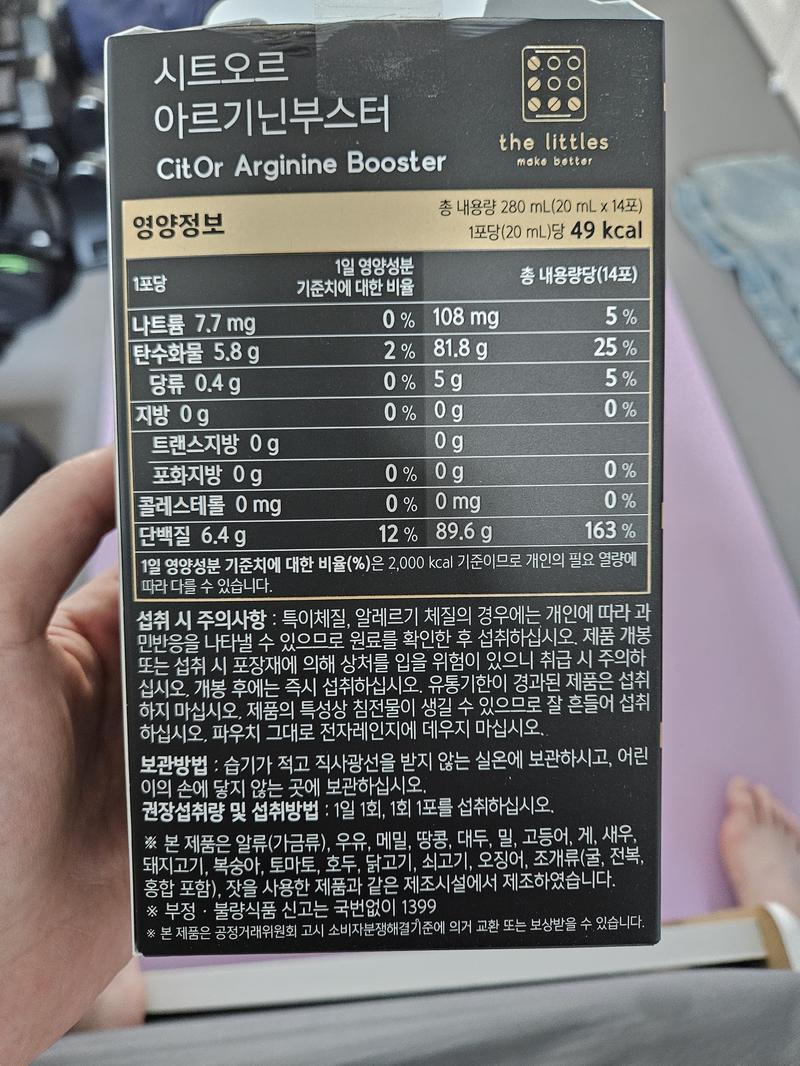 시트오르
아르기닌부스터
CitOr Arginine Booster
the littles
make better
영양정보
총 내용량 280 mL(20 mL x 14포)
1포당(20 mL)당 49 kcal
1포당
1일 영양성분
기준치에 대한 비율
총 내용량당(14포)
나트륨 7.7 mg 0 % 108 mg 5 %
탄수화물 5.8 g 2 % 81.8 g 25 %
당류 0.4 g 0 % 5 g 5 %
지방 0 g 0 % 0 g 0 %
트랜스지방 0 g 0 g
포화지방 0 g 0 % 0 g 0 %
콜레스테롤 0 mg 0 % 0 mg 0 %
단백질 6.4 g 12 % 89.6 g 163 %
1일 영양성분 기준치에 대한 비율(%)은 2,000 kcal 기준이므로 개인의 필요 열량에
따라 다를 수 있습니다.
섭취 시 주의사항 : 특이체질, 알레르기 체질의 경우에는 개인에 따라 과
민반응을 나타낼 수 있으므로 원료를 확인한 후 섭취하십시오. 제품 개봉
또는 섭취 시 포장재에 의해 상처를 입을 위험이 있으니 취급 시 주의하
십시오. 개봉 후에는 즉시 섭취하십시오. 유통기한이 경과된 제품은 섭취
하지 마십시오. 제품의 특성상 침전물이 생길 수 있으므로 잘 흔들어 섭취
하십시오. 파우치 그대로 전자레인지에 데우지 마십시오.
보관방법 : 습기가 적고 직사광선을 받지 않는 실온에 보관하시고, 어린
이의 손에 닿지 않는 곳에 보관하십시오.
권장섭취량 및 섭취방법 : 1일 1회, 1회 1포를 섭취하십시오.
※ 본 제품은 알류(가금류), 우유, 메밀, 땅콩, 대두, 밀, 고등어, 게, 새우,
돼지고기, 복숭아, 토마토, 호두, 닭고기, 쇠고기, 오징어, 조개류(굴, 전복,
홍합 포함), 잣을 사용한 제품과 같은 제조시설에서 제조하였습니다.
※ 부정 · 불량식품 신고는 국번없이 1399
※ 본 제품은 공정거래위원회 고시 소비자분쟁해결기준에 의거 교환 또는 보상받을 수 있습니다.